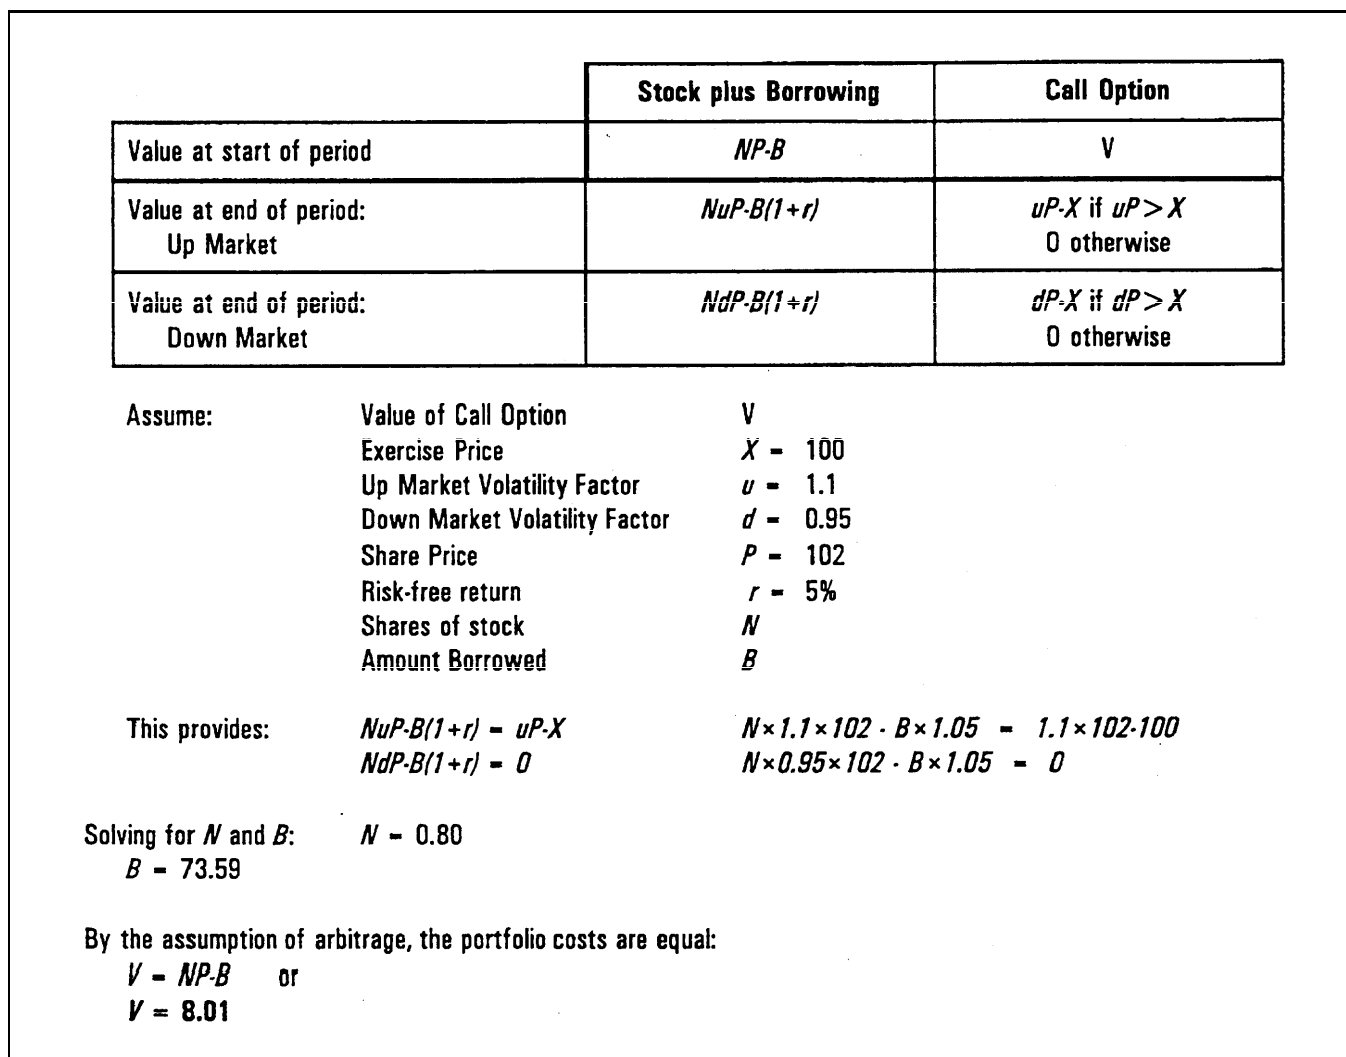 Stock plus Borrowing Call Option
Value at start of period NP-B V
Value at end of period: NuP-B(1+r) uP-X if uP > X
Up Market 0 otherwise
Value at end of period: NdP-B(1+r) dP-X if dP > X
Down Market 0 otherwise
Assume: Value of Call Option V
Exercise Price X = 100
Up Market Volatility Factor u = 1.1
Down Market Volatility Factor d = 0.95
Share Price P = 102
Risk-free return r = 5%
Shares of stock N
Amount Borrowed B
This provides: NuP-B(1+r) = uP-X N×1.1×102 - B×1.05 = 1.1×102-100
NdP-B(1+r) = 0 N×0.95×102 - B×1.05 = 0
Solving for N and B: N = 0.80
B = 73.59
By the assumption of arbitrage, the portfolio costs are equal:
V = NP-B or
V = 8.01